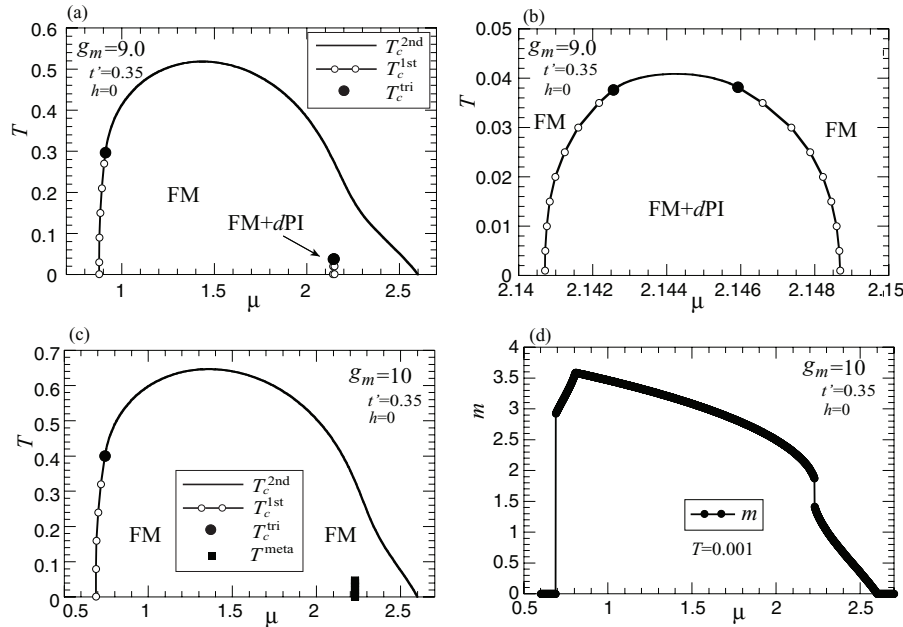 (a)
g_m=9.0
t'=0.35
h=0
T_c^2nd
T_c^1st
T_c^tri
FM
FM+dPI
T
0.6
0.5
0.4
0.3
0.2
0.1
0
1
1.5
2
2.5
μ
(b)
g_m=9.0
t'=0.35
h=0
FM
FM
FM+dPI
T
0.05
0.04
0.03
0.02
0.01
0
2.14
2.142
2.144
2.146
2.148
2.15
μ
(c)
g_m=10
t'=0.35
h=0
T_c^2nd
T_c^1st
T_c^tri
T^meta
FM
FM
T
0.7
0.6
0.4
0.2
0
0.5
1
1.5
2
2.5
μ
(d)
g_m=10
t'=0.35
h=0
m
T=0.001
m
4
3.5
3
2.5
2
1.5
1
0.5
0
0.5
1
1.5
2
2.5
μ